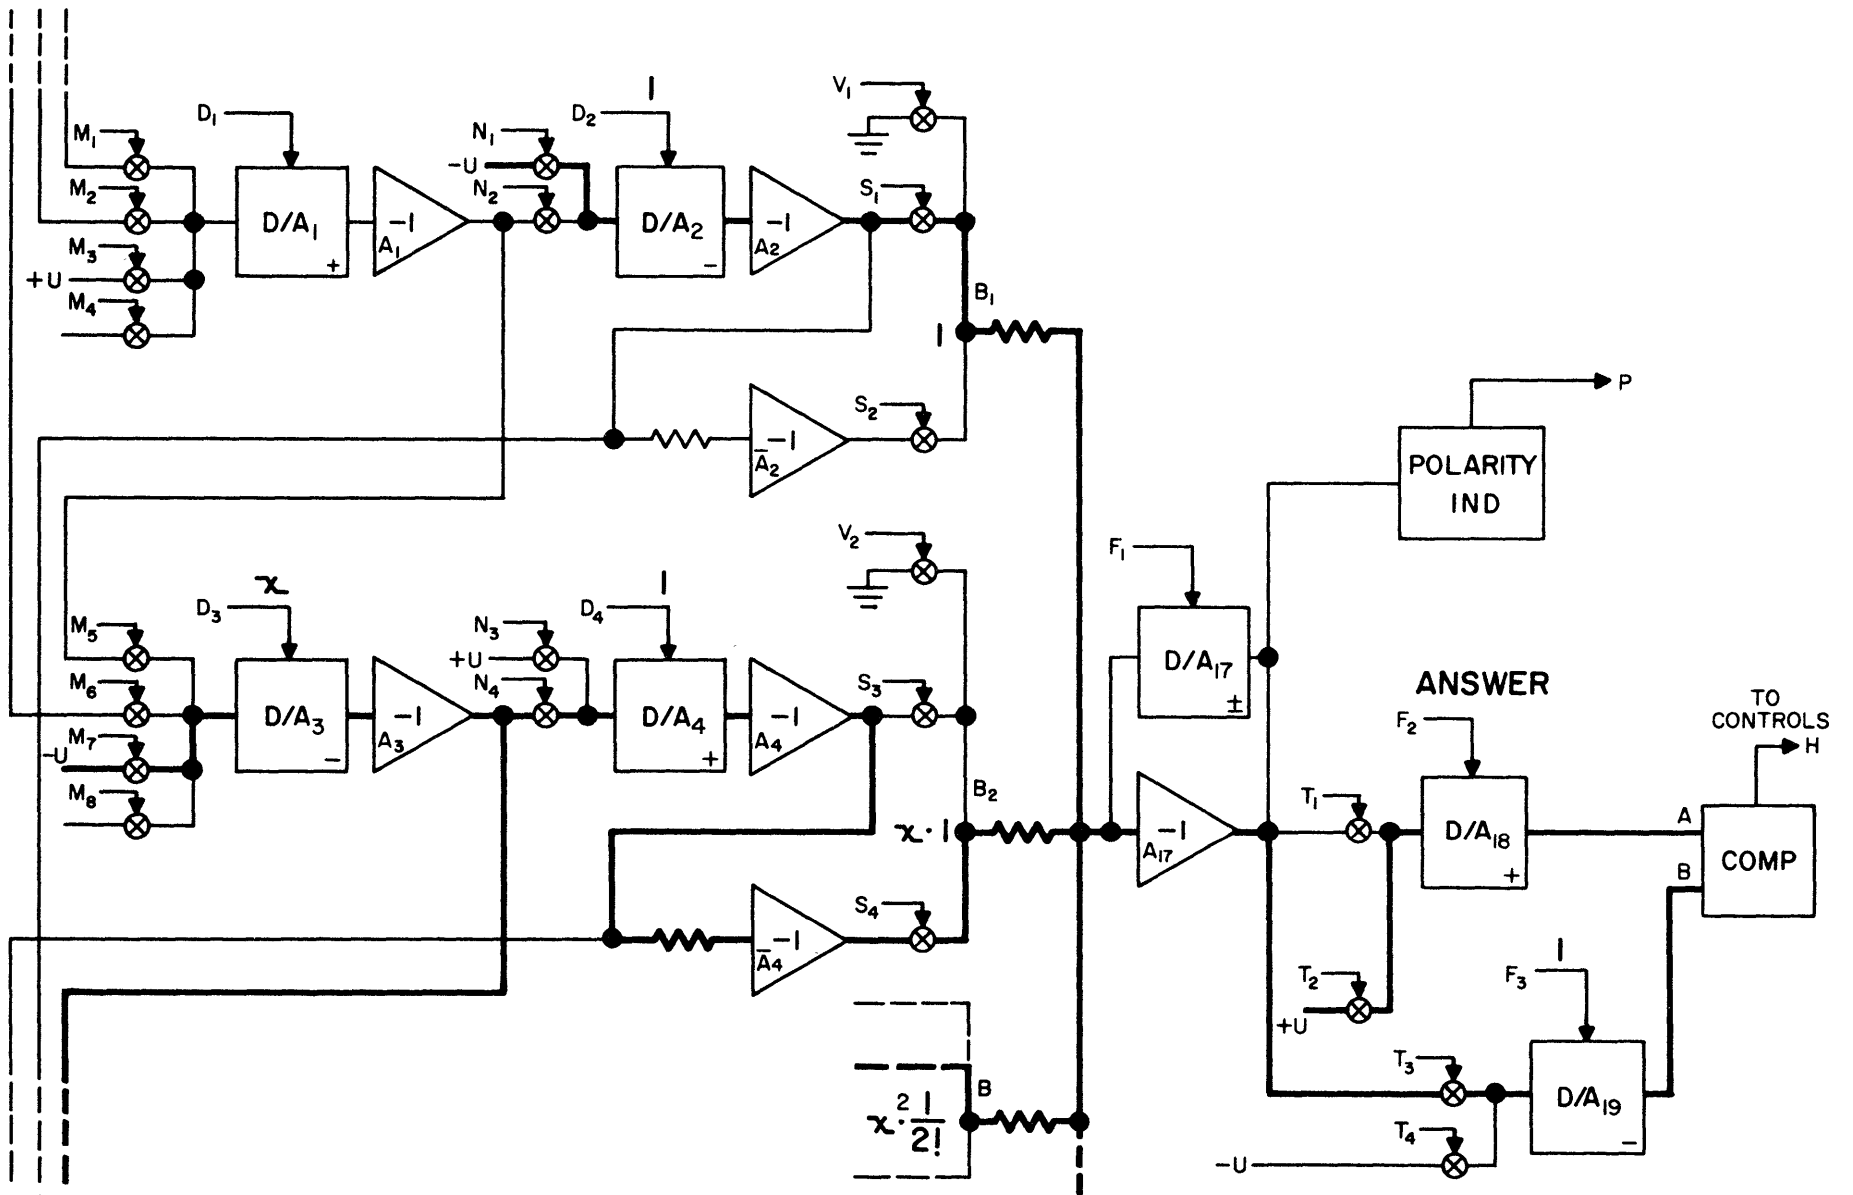 M₁
M₂
M₃
+U
M₄
D₁
D/A₁
+
−1
A₁
N₁
−U
N₂
D₂
1
D/A₂
−
−1
A₂
V₁
S₁
B₁
1
S₂
−1
A̅₂
M₅
M₆
M₇
−U
M₈
x
D₃
D/A₃
−
−1
A₃
N₃
+U
N₄
1
D₄
D/A₄
+
−1
A₄
V₂
S₃
B₂
x·1
S₄
−1
A̅₄
B
x²·1/2!
F₁
D/A₁₇
±
−1
A₁₇
POLARITY
IND
P
ANSWER
F₂
T₁
D/A₁₈
+
T₂
+U
1
F₃
T₃
D/A₁₉
−
T₄
−U
A
B
COMP
TO
CONTROLS
H